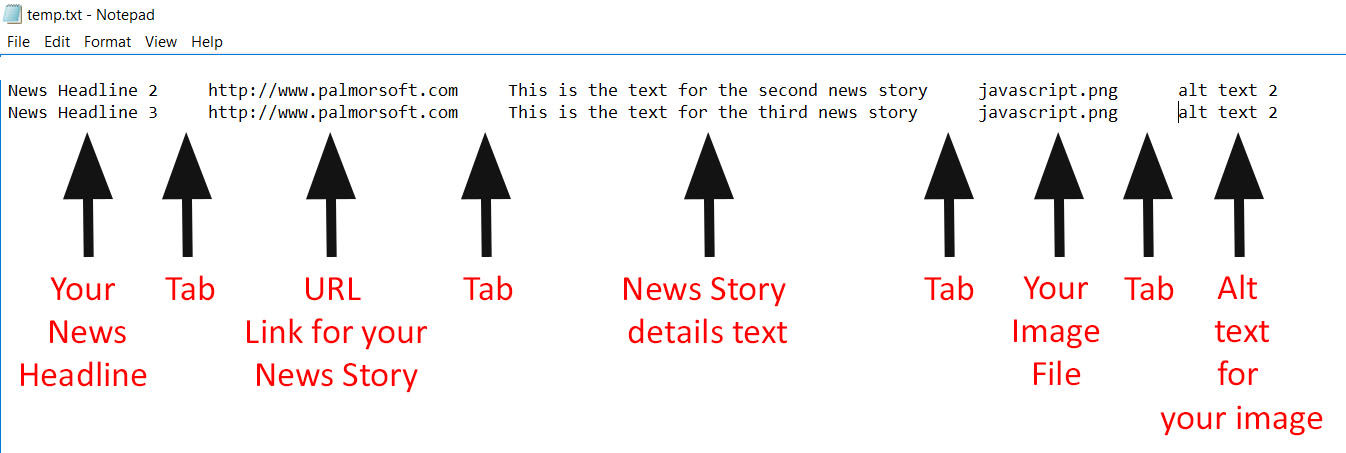 temp.txt - Notepad
File Edit Format View Help
News Headline 2 http://www.palmorsoft.com This is the text for the second news story javascript.png alt text 2
News Headline 3 http://www.palmorsoft.com This is the text for the third news story javascript.png alt text 2
Your
News
Headline
Tab
URL
Link for your
News Story
Tab
News Story
details text
Tab
Your
Image
File
Tab
Alt
text
for
your image